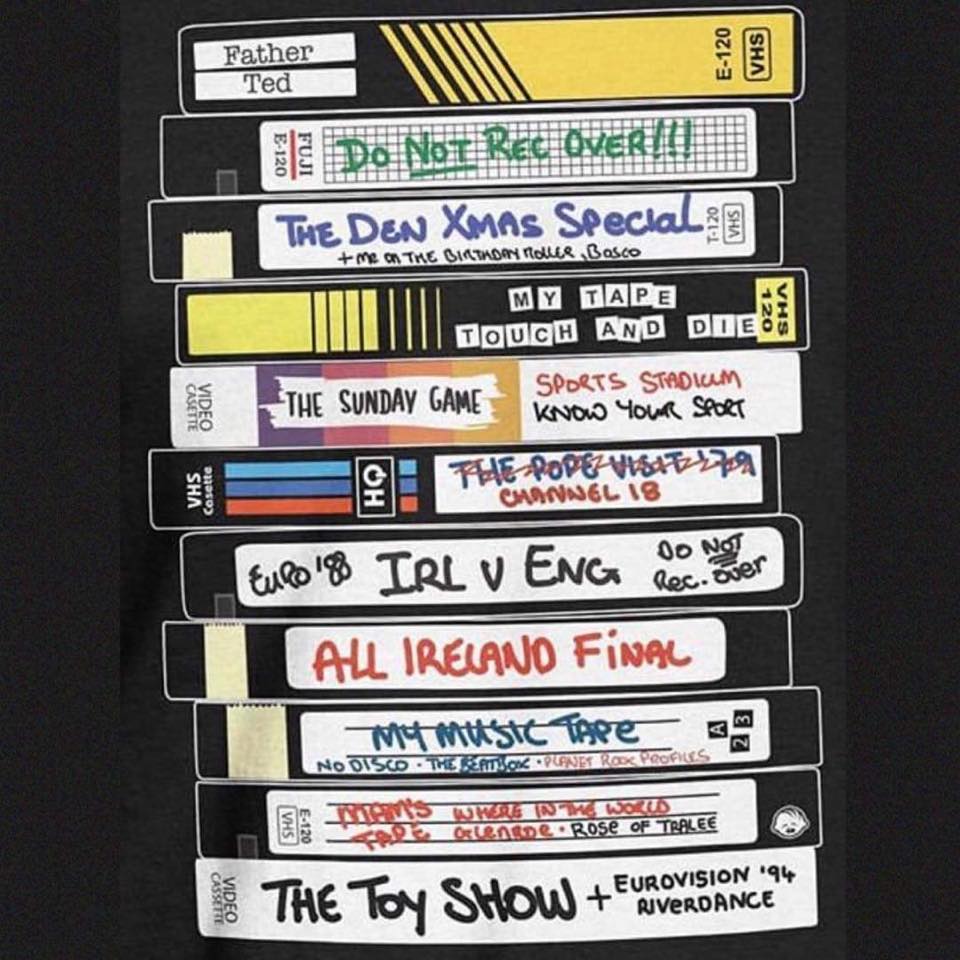 Father
Ted
E-120
VHS
FUJI
E-120
DO NOT REC OVER!!!
THE DEN XMAS SPECIAL
+ ME ON THE BIRTHDAY ROLLER, BOSCO
T-120
VHS
MY TAPE
TOUCH AND DIE
VHS
120
VIDEO
CASETTE
THE SUNDAY GAME
SPORTS STADIUM
KNOW YOUR SPORT
VHS
Casette
THE POPE VISIT '79
CHANNEL 18
EURO '88
IRL V ENG
DO NOT
Rec. over
ALL IRELAND FINAL
MY MUSIC TAPE
NO DISCO · THE BEATBOX · PLANET ROCK PROFILES
A 3
2
E-120
VHS
MAM'S
TAPE
WHERE IN THE WORLD
GLENROE · ROSE OF TRALEE
VIDEO
CASSETTE
THE TOY SHOW +
EUROVISION '94
RIVERDANCE